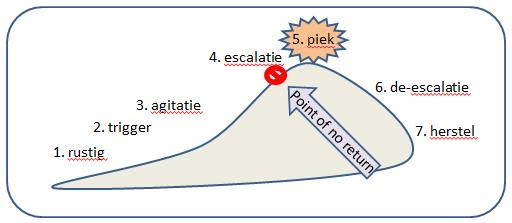 1. rustig
2. trigger
3. agitatie
4. escalatie
5. piek
Point of no return
6. de-escalatie
7. herstel